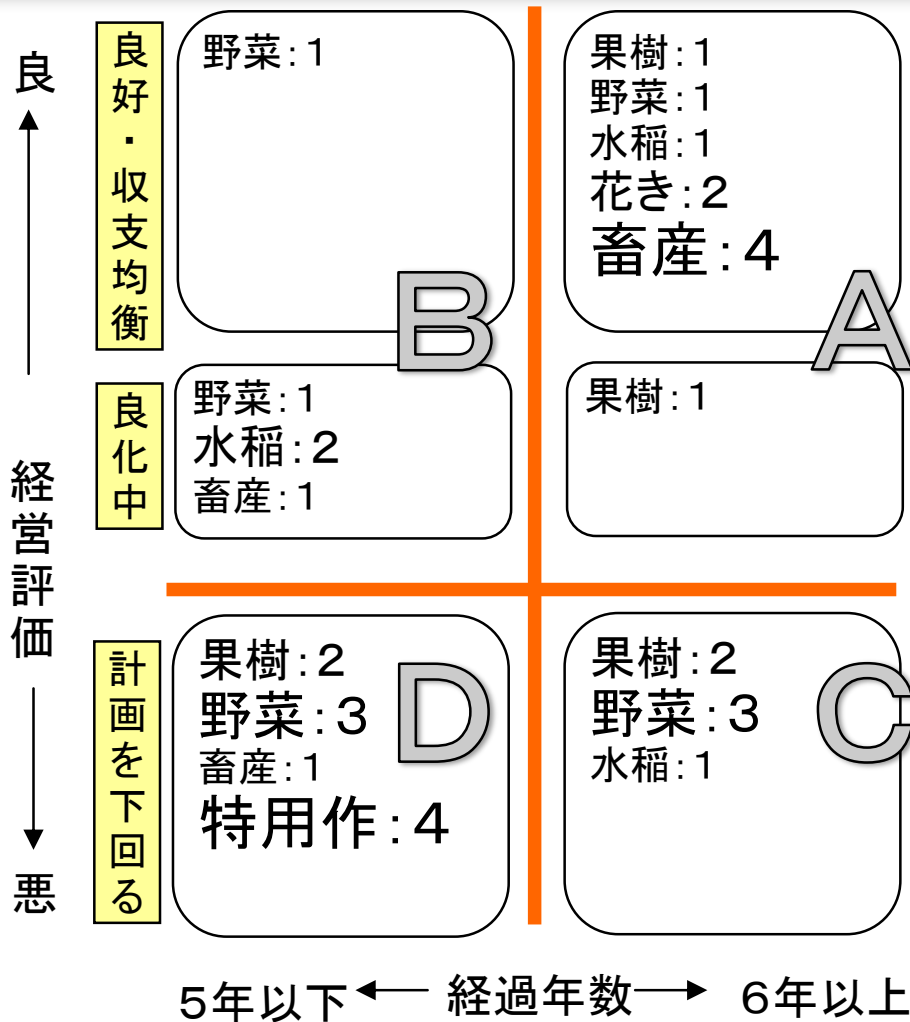 良
経営評価
悪
良好・収支均衡
野菜:1
B
果樹:1
野菜:1
水稲:1
花き:2
畜産:4
A
良化中
野菜:1
水稲:2
畜産:1
果樹:1
計画を下回る
果樹:2
野菜:3
畜産:1
特用作:4
D
果樹:2
野菜:3
水稲:1
C
5年以下
経過年数
6年以上